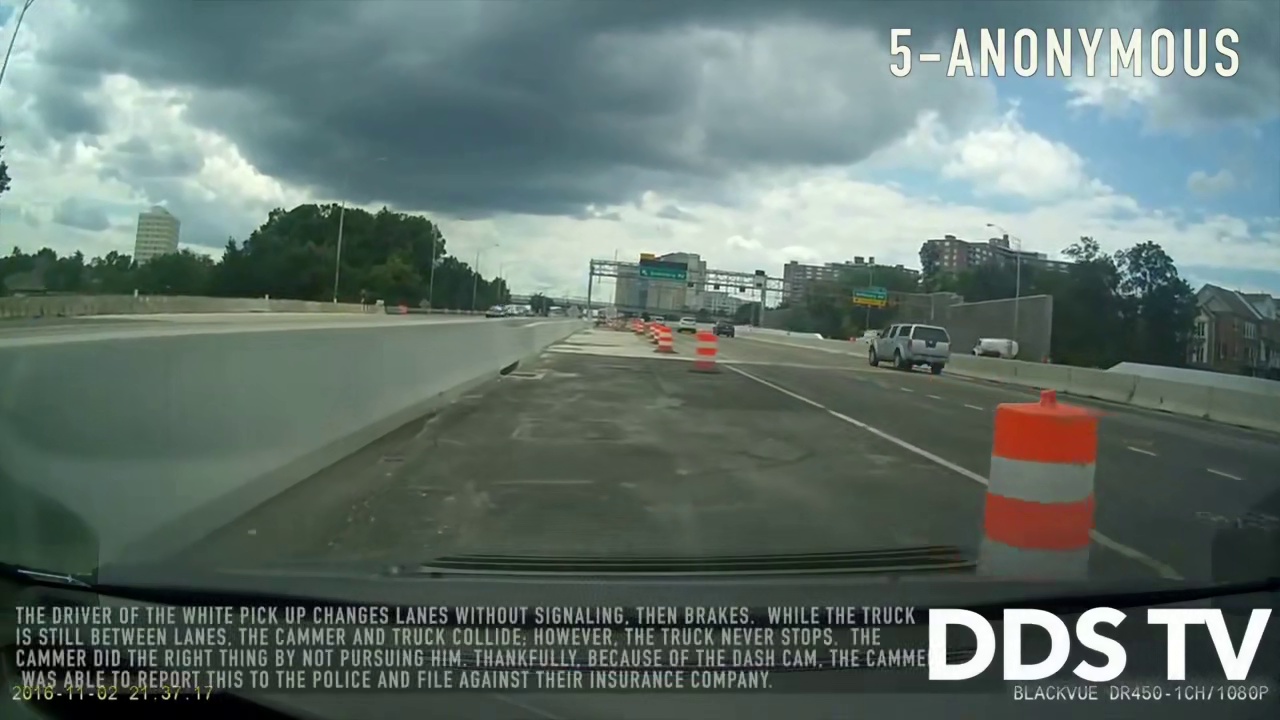 5-ANONYMOUS
THE DRIVER OF THE WHITE PICK UP CHANGES LANES WITHOUT SIGNALING, THEN BRAKES. WHILE THE TRUCK
IS STILL BETWEEN LANES, THE CAMMER AND TRUCK COLLIDE; HOWEVER, THE TRUCK NEVER STOPS. THE
CAMMER DID THE RIGHT THING BY NOT PURSUING HIM. THANKFULLY, BECAUSE OF THE DASH CAM, THE CAMMER
WAS ABLE TO REPORT THIS TO THE POLICE AND FILE AGAINST THEIR INSURANCE COMPANY.
DDS TV
2016-11-02 21:37:17
BLACKVUE DR450-1CH/1080P